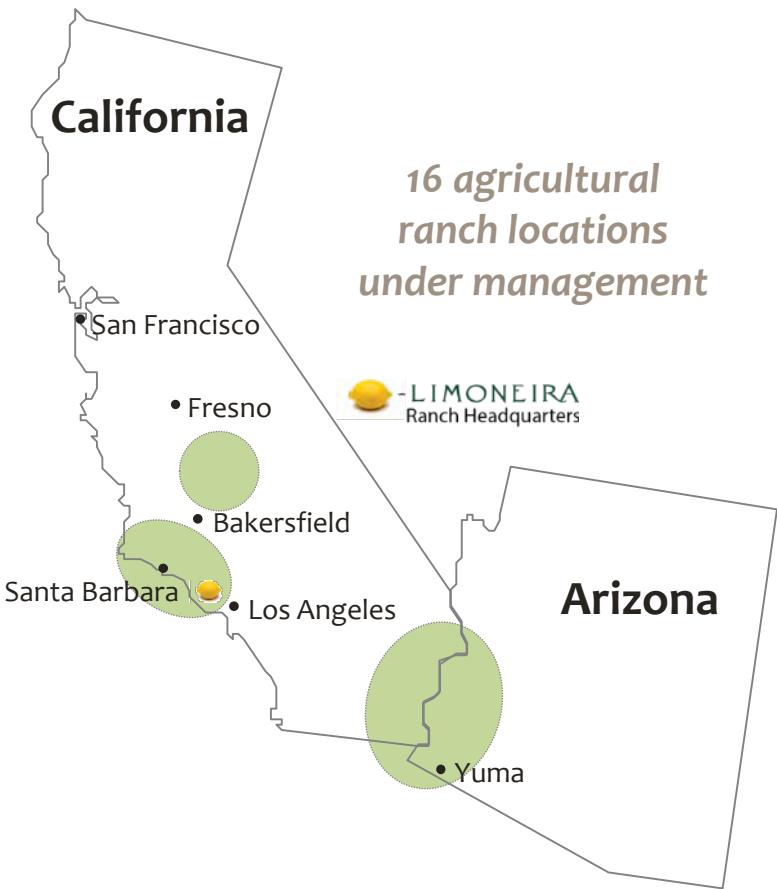 California
16 agricultural
ranch locations
under management
San Francisco
-LIMONEIRA
Ranch Headquarters
Fresno
Bakersfield
Santa Barbara
Los Angeles
Arizona
Yuma